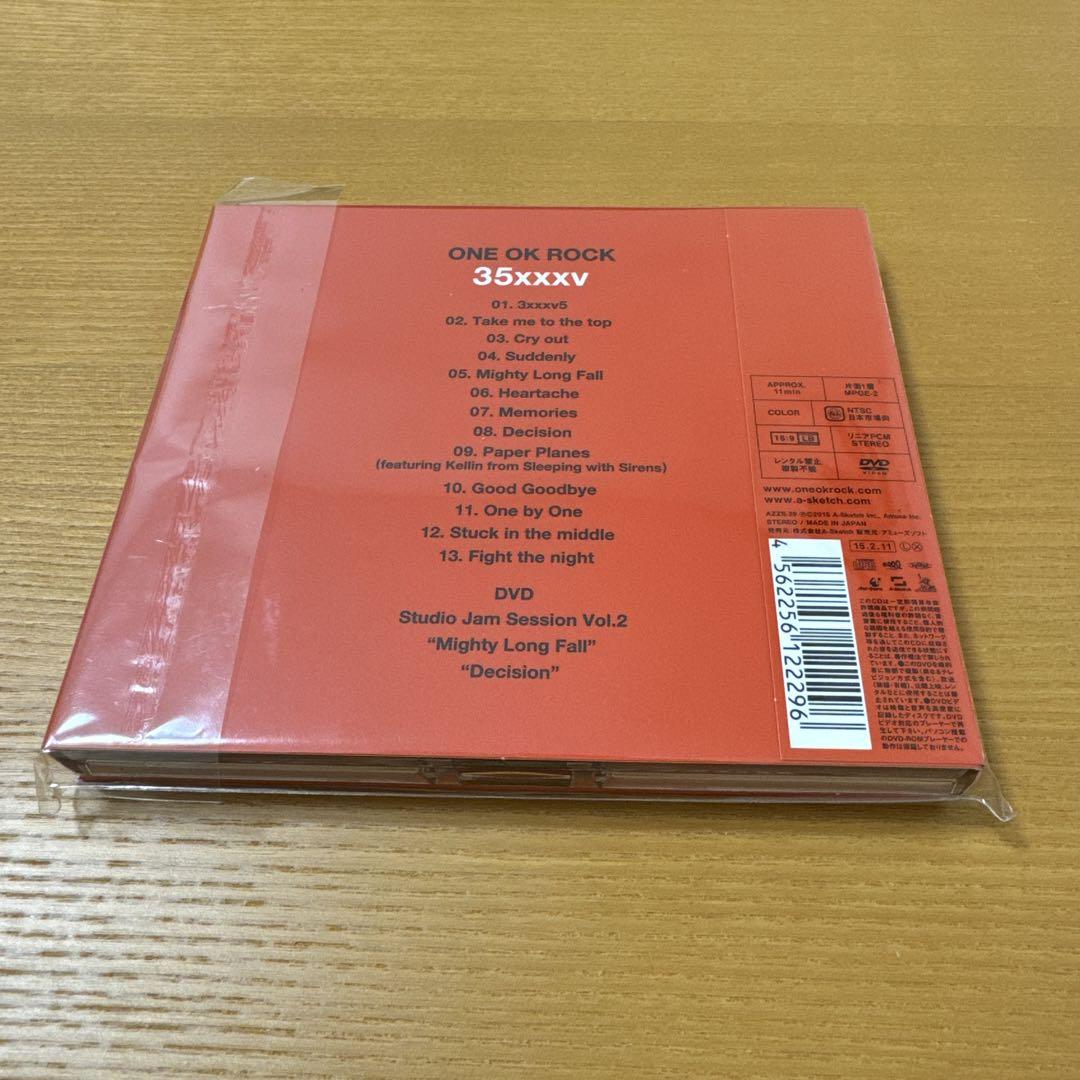 ONE OK ROCK
35xxxv
01. 3xxxv5
02. Take me to the top
03. Cry out
04. Suddenly
05. Mighty Long Fall
06. Heartache
07. Memories
08. Decision
09. Paper Planes
(featuring Kellin from Sleeping with Sirens)
10. Good Goodbye
11. One by One
12. Stuck in the middle
13. Fight the night
DVD
Studio Jam Session Vol.2
“Mighty Long Fall”
“Decision”
APPROX.
11min
片面1層
MPGE-2
COLOR
NTSC
日本市場向
16:9 LB
リニアPCM
STEREO
レンタル禁止
複製不能
DVD
VIDEO
www.oneokrock.com
www.a-sketch.com
STEREO / MADE IN JAPAN
15.2.11
4562256122296